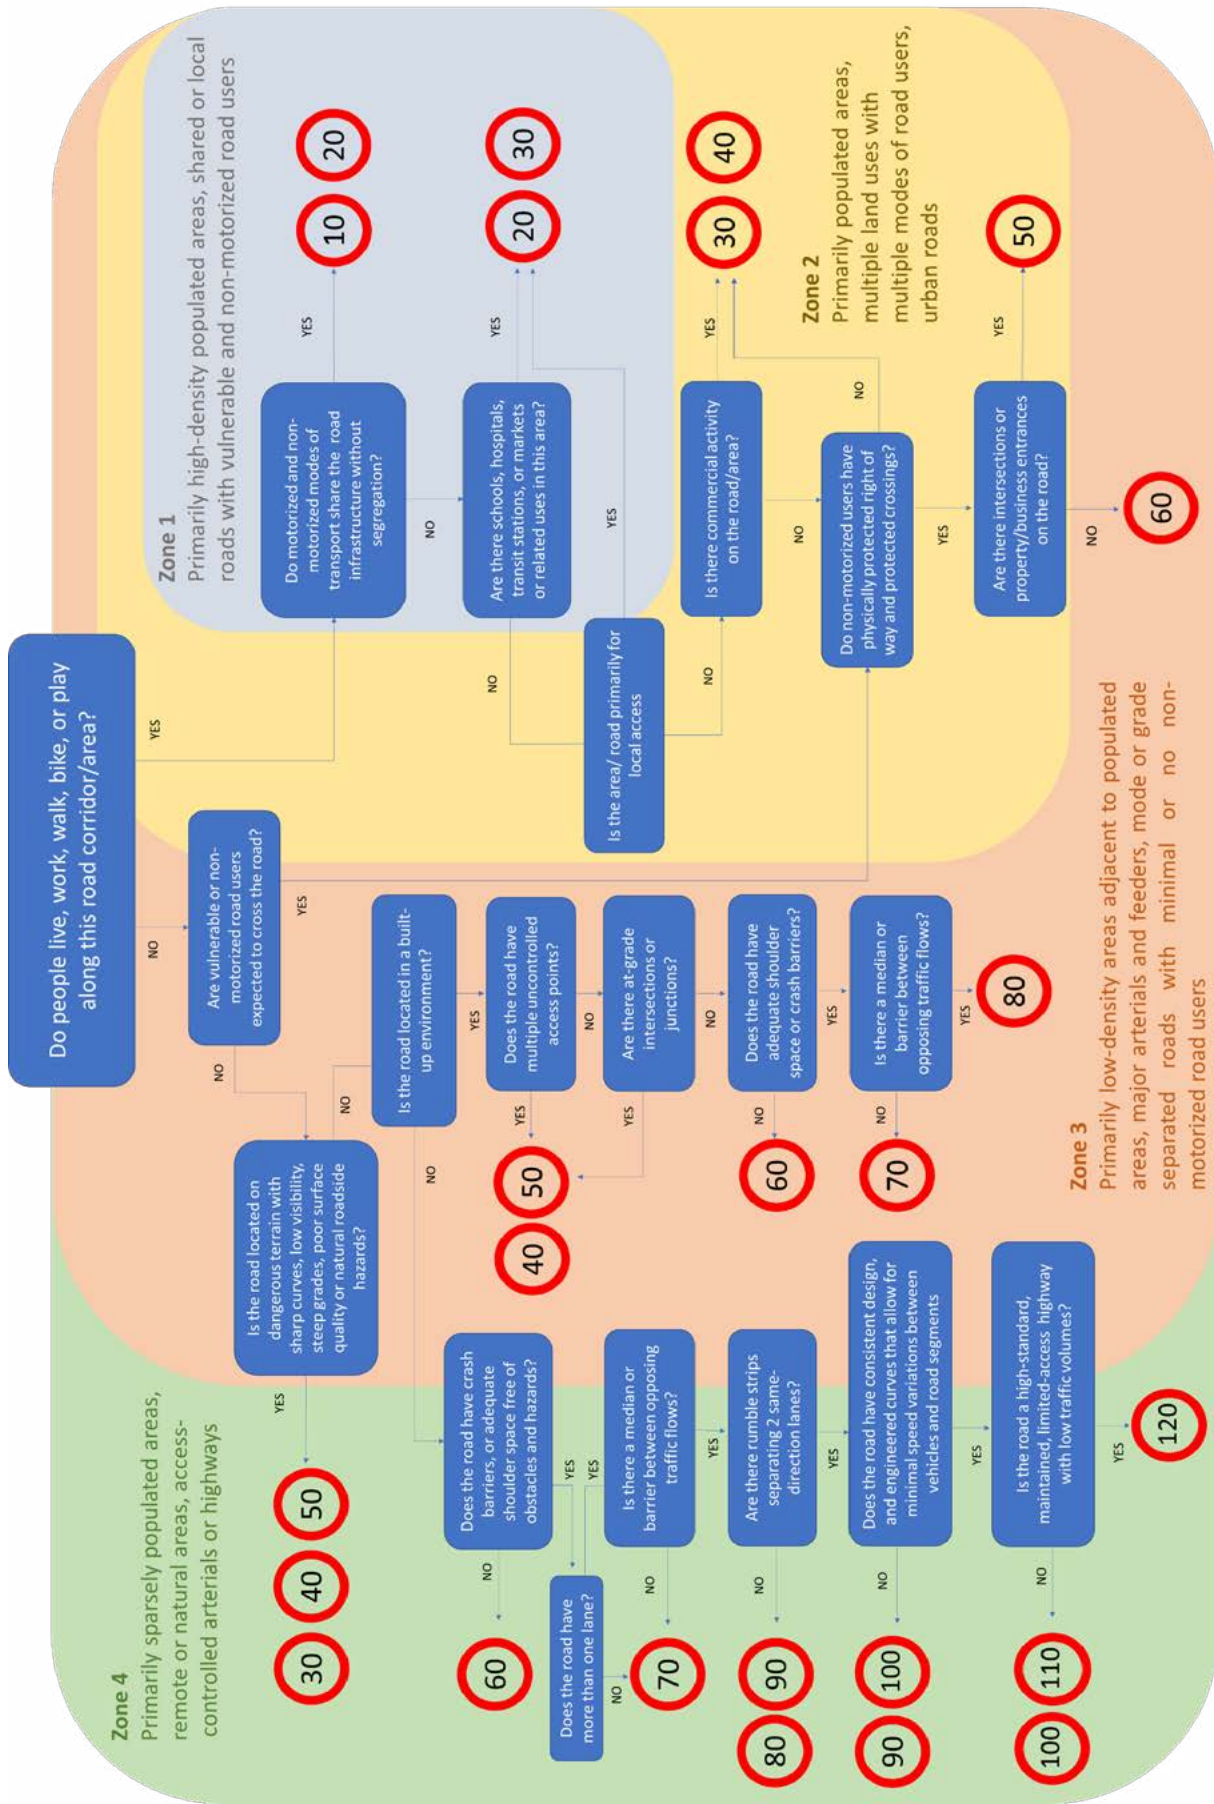 Do people live, work, walk, bike, or play
along this road corridor/area?
YES
NO
Zone 1
Primarily high-density populated areas, shared or local
roads with vulnerable and non-motorized road users
Do motorized and non-
motorized modes of
transport share the road
infrastructure without
segregation?
YES
10
20
NO
Are there schools, hospitals,
transit stations, or markets
or related uses in this area?
YES
20
30
NO
Is the area/ road primarily for
local access
YES
NO
Is there commercial activity
on the road/area?
YES
30
40
NO
Do non-motorized users have
physically protected right of
way and protected crossings?
NO
YES
Zone 2
Primarily populated areas,
multiple land uses with
multiple modes of road users,
urban roads
Are there intersections or
property/business entrances
on the road?
YES
50
NO
60
Are vulnerable or non-
motorized road users
expected to cross the road?
YES
NO
Is the road located on
dangerous terrain with
sharp curves, low visibility,
steep grades, poor surface
quality or natural roadside
hazards?
NO
YES
30
40
50
Is the road located in a built-
up environment?
YES
NO
Does the road have
multiple uncontrolled
access points?
YES
40
50
NO
Are there at-grade
intersections or
junctions?
YES
NO
Does the road have
adequate shoulder
space or crash barriers?
NO
60
YES
Is there a median or
barrier between
opposing traffic flows?
NO
70
YES
80
Zone 3
Primarily low-density areas adjacent to populated
areas, major arterials and feeders, mode or grade
separated roads with minimal or no non-
motorized road users
Zone 4
Primarily sparsely populated areas,
remote or natural areas, access-
controlled arterials or highways
Does the road have crash
barriers, or adequate
shoulder space free of
obstacles and hazards?
NO
60
YES
Does the road have
more than one lane?
YES
NO
Is there a median or
barrier between opposing
traffic flows?
NO
70
YES
Are there rumble strips
separating 2 same-
direction lanes?
NO
80
90
YES
Does the road have consistent design,
and engineered curves that allow for
minimal speed variations between
vehicles and road segments
NO
90
100
YES
Is the road a high-standard,
maintained, limited-access highway
with low traffic volumes?
NO
100
110
YES
120